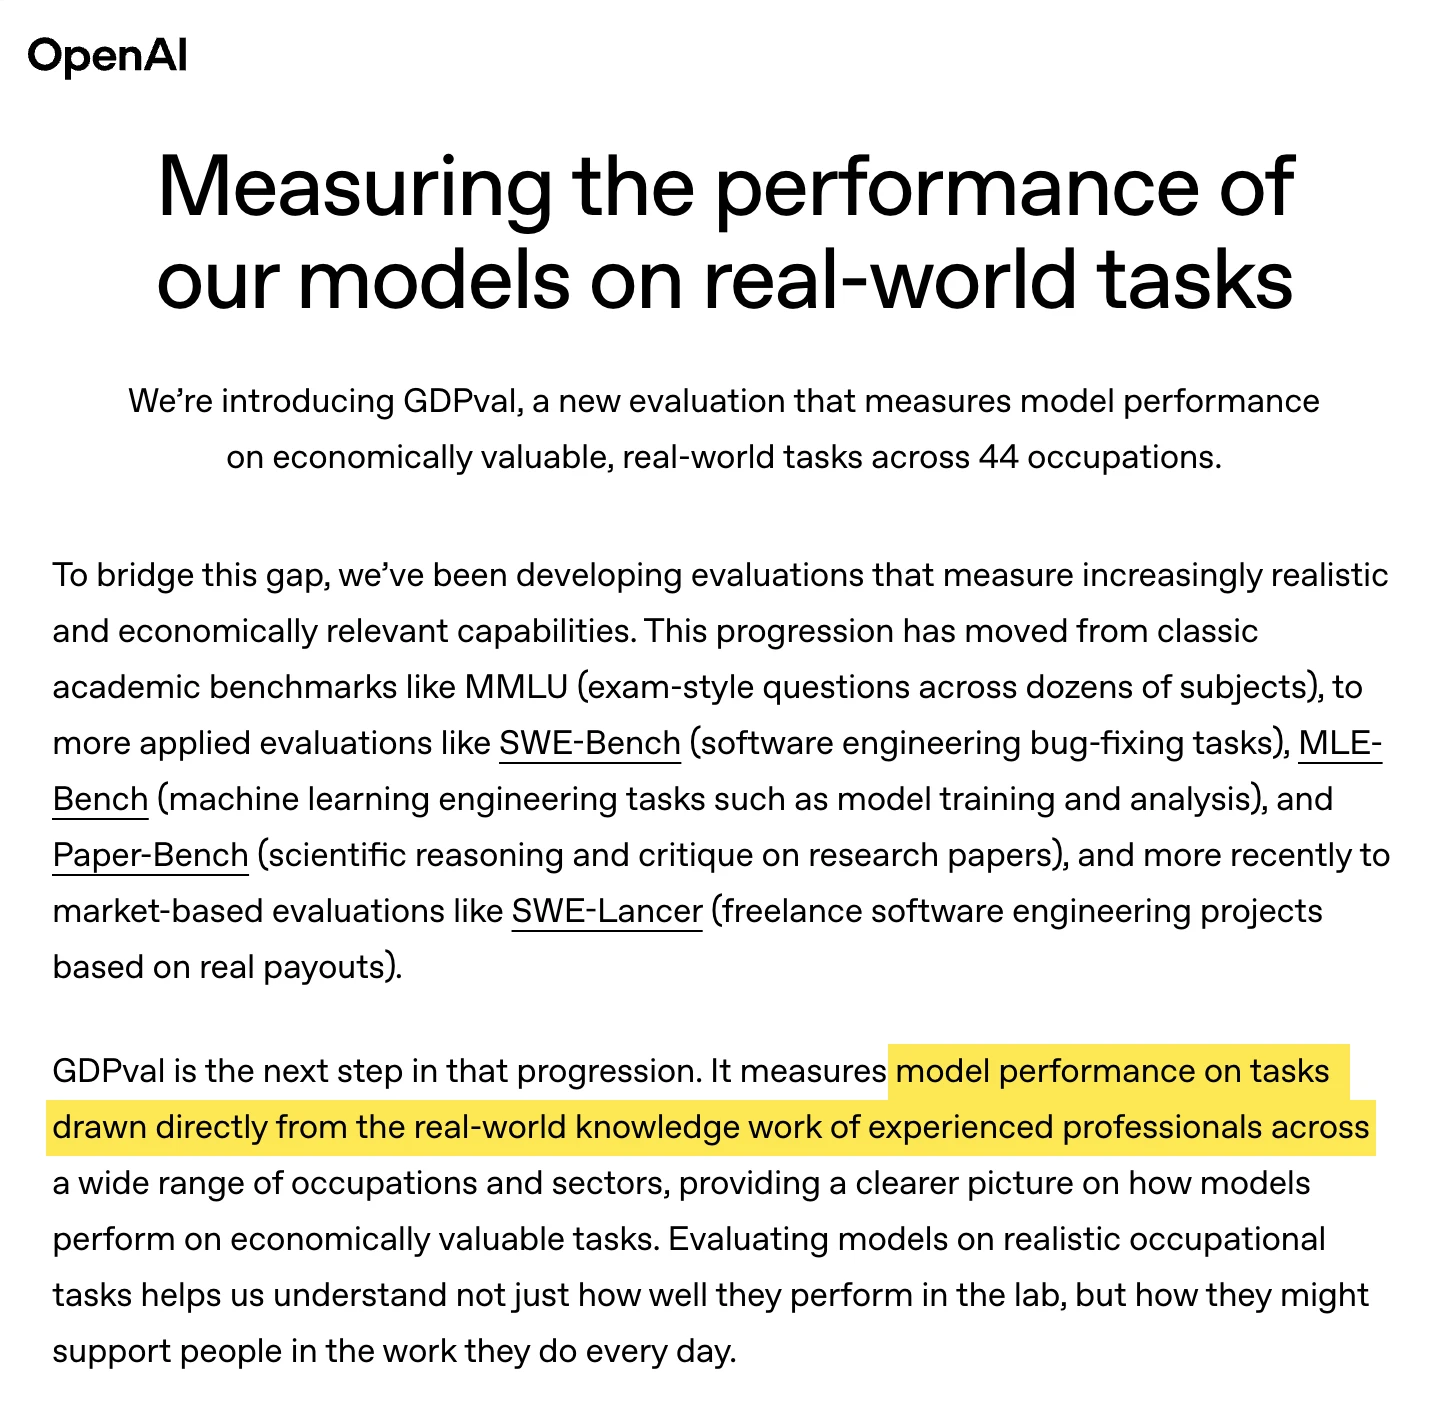 OpenAI
Measuring the performance of
our models on real-world tasks
We’re introducing GDPval, a new evaluation that measures model performance
on economically valuable, real-world tasks across 44 occupations.
To bridge this gap, we’ve been developing evaluations that measure increasingly realistic
and economically relevant capabilities. This progression has moved from classic
academic benchmarks like MMLU (exam-style questions across dozens of subjects), to
more applied evaluations like SWE-Bench (software engineering bug-fixing tasks), MLE-
Bench (machine learning engineering tasks such as model training and analysis), and
Paper-Bench (scientific reasoning and critique on research papers), and more recently to
market-based evaluations like SWE-Lancer (freelance software engineering projects
based on real payouts).
GDPval is the next step in that progression. It measures model performance on tasks
drawn directly from the real-world knowledge work of experienced professionals across
a wide range of occupations and sectors, providing a clearer picture on how models
perform on economically valuable tasks. Evaluating models on realistic occupational
tasks helps us understand not just how well they perform in the lab, but how they might
support people in the work they do every day.